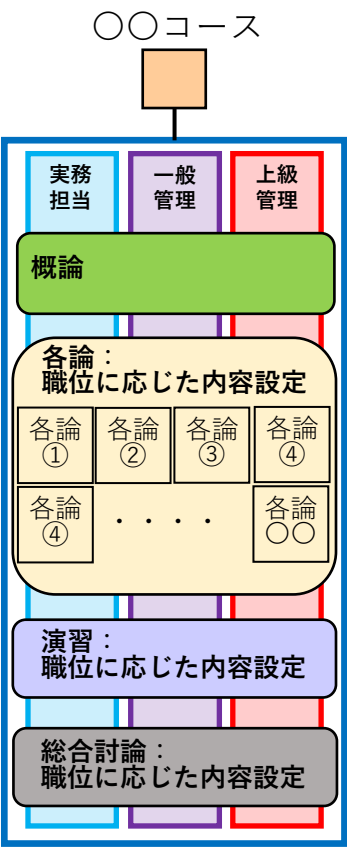 〇〇コース
実務
担当
一般
管理
上級
管理
概論
各論：
職位に応じた内容設定
各論
①
各論
②
各論
③
各論
④
各論
④
・・・・
各論
〇〇
演習：
職位に応じた内容設定
総合討論：
職位に応じた内容設定